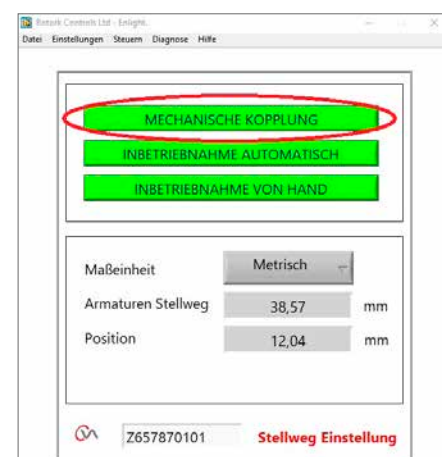 Rotork Controls Ltd - Enlight.
Datei Einstellungen Steuern Diagnose Hilfe
MECHANISCHE KOPPLUNG
INBETRIEBNAHME AUTOMATISCH
INBETRIEBNAHME VON HAND
Maßeinheit Metrisch
Armaturen Stellweg 38,57 mm
Position 12,04 mm
Z657870101 Stellweg Einstellung